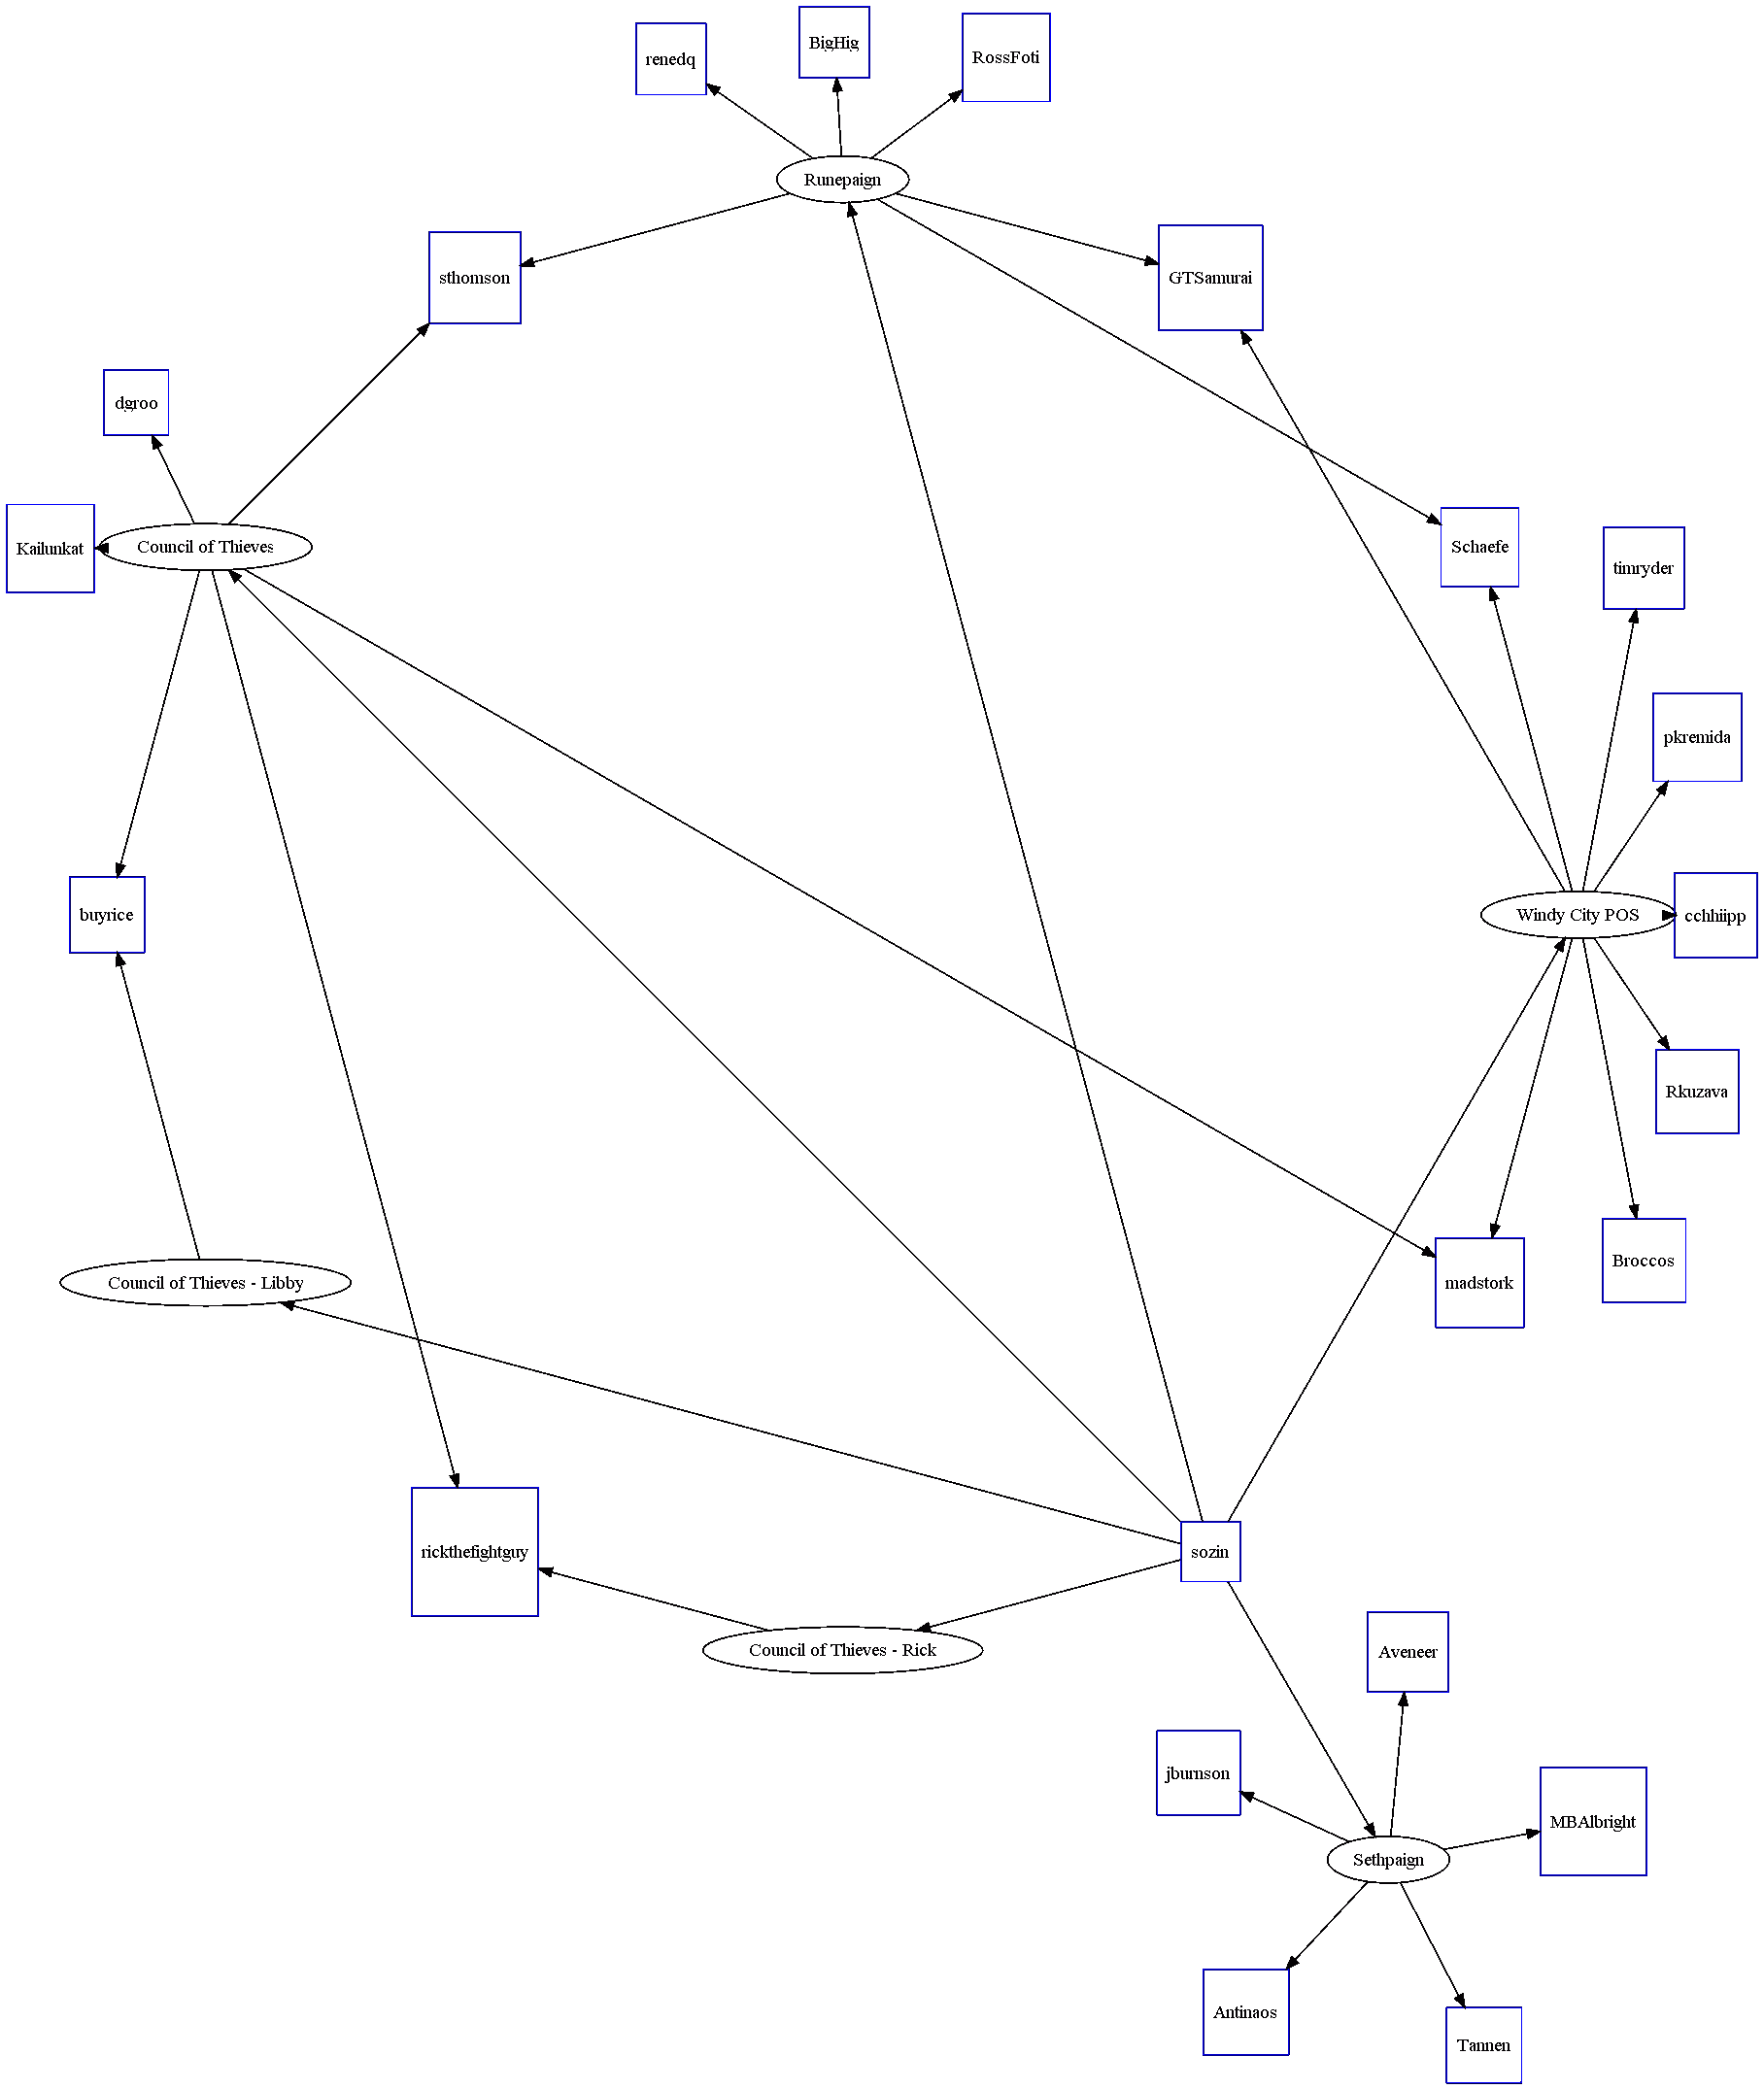 BigHig
RossFoti
renedq
Runepaign
sthomson
GTSamurai
dgroo
Kailunkat
Council of Thieves
Schaefe
timryder
pkremida
buyrice
Windy City POS
cchhiipp
Rkuzava
Broccos
Council of Thieves - Libby
madstork
rickthefightguy
sozin
Council of Thieves - Rick
Aveneer
jburnson
MBAlbright
Sethpaign
Antinaos
Tannen